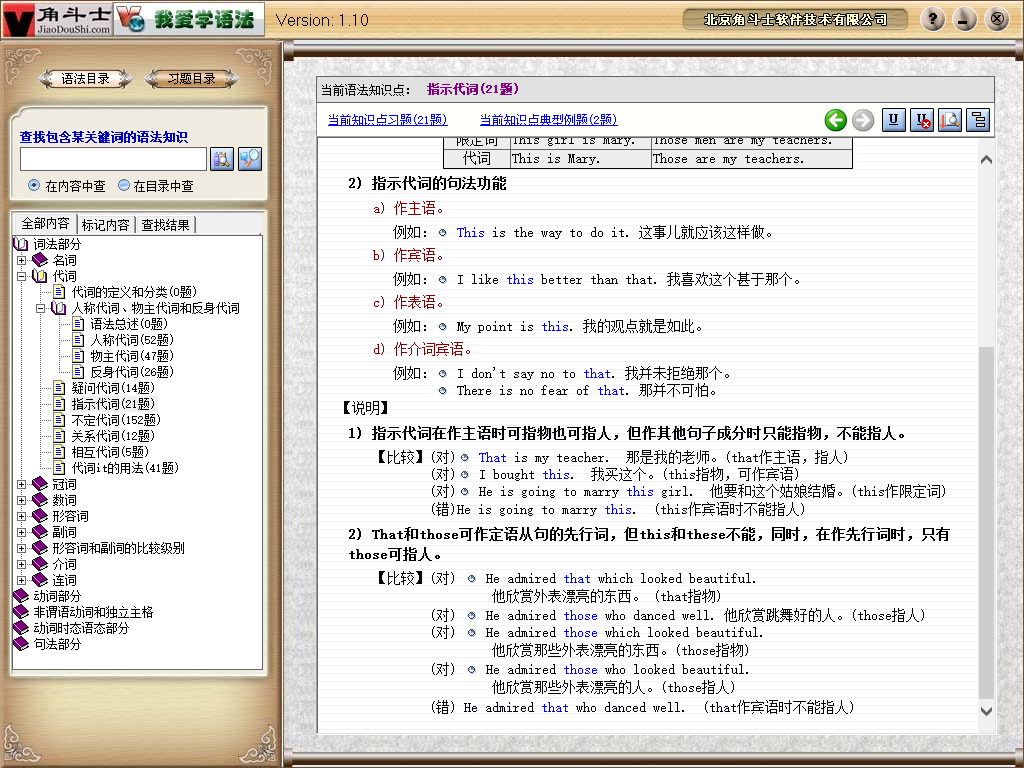 角斗士
JiaoDouShi.com
我爱学语法
Version: 1.10
北京角斗士软件技术有限公司
语法目录
习题目录
查找包含某关键词的语法知识
在内容中查
在目录中查
全部内容
标记内容
查找结果
词法部分
名词
代词
代词的定义和分类(0题)
人称代词、物主代词和反身代词
语法总述(0题)
人称代词(52题)
物主代词(47题)
反身代词(26题)
疑问代词(14题)
指示代词(21题)
不定代词(152题)
关系代词(12题)
相互代词(5题)
代词it的用法(41题)
冠词
数词
形容词
副词
形容词和副词的比较级别
介词
连词
动词部分
非谓语动词和独立主格
动词时态语态部分
句法部分
当前语法知识点： 指示代词(21题)
当前知识点习题(21题) 当前知识点典型例题(2题)
限定词 This girl is Mary. Those men are my teachers.
代词 This is Mary. Those are my teachers.
2) 指示代词的句法功能
a) 作主语。
例如： This is the way to do it. 这事儿就应该这样做。
b) 作宾语。
例如： I like this better than that. 我喜欢这个甚于那个。
c) 作表语。
例如： My point is this. 我的观点就是如此。
d) 作介词宾语。
例如： I don't say no to that. 我并未拒绝那个。
There is no fear of that. 那并不可怕。
【说明】
1) 指示代词在作主语时可指物也可指人，但作其他句子成分时只能指物，不能指人。
【比较】(对) That is my teacher. 那是我的老师。(that作主语，指人)
(对) I bought this. 我买这个。(this指物，可作宾语)
(对) He is going to marry this girl. 他要和这个姑娘结婚。(this作限定词)
(错)He is going to marry this. (this作宾语时不能指人)
2) That和those可作定语从句的先行词，但this和these不能，同时，在作先行词时，只有
those可指人。
【比较】(对) He admired that which looked beautiful.
他欣赏外表漂亮的东西。 (that指物)
(对) He admired those who danced well. 他欣赏跳舞好的人。(those指人)
(对) He admired those which looked beautiful.
他欣赏那些外表漂亮的东西。(those指物)
(对) He admired those who looked beautiful.
他欣赏那些外表漂亮的人。(those指人)
(错) He admired that who danced well. (that作宾语时不能指人)